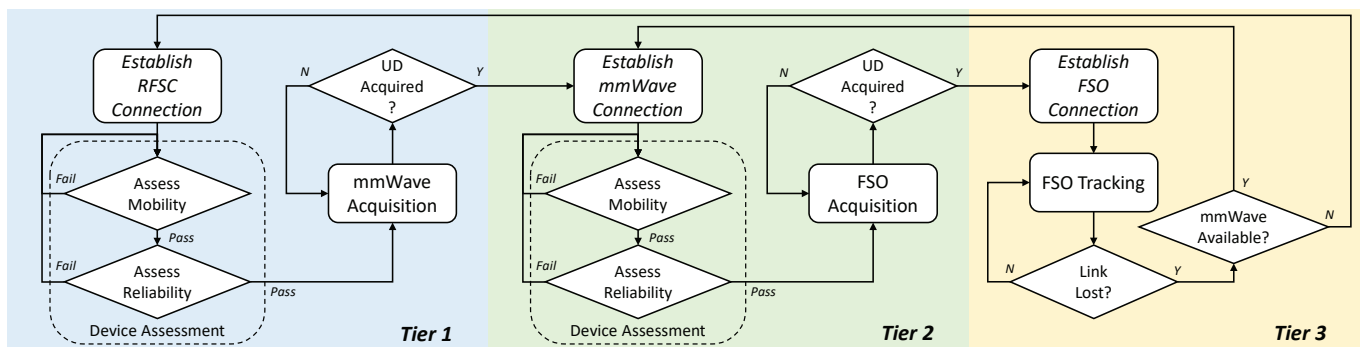 Establish
RFSC
Connection
Fail
Assess
Mobility
Pass
Fail
Assess
Reliability
Pass
Device Assessment
N
UD
Acquired
?
Y
mmWave
Acquisition
Tier 1
Establish
mmWave
Connection
Fail
Assess
Mobility
Pass
Fail
Assess
Reliability
Pass
Device Assessment
N
UD
Acquired
?
Y
FSO
Acquisition
Tier 2
Establish
FSO
Connection
FSO Tracking
N
Link
Lost?
Y
Y
mmWave
Available?
N
Tier 3